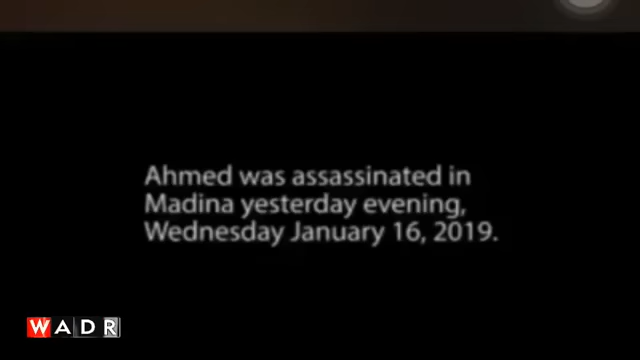 Ahmed was assassinated in
Madina yesterday evening,
Wednesday January 16, 2019.
WADR